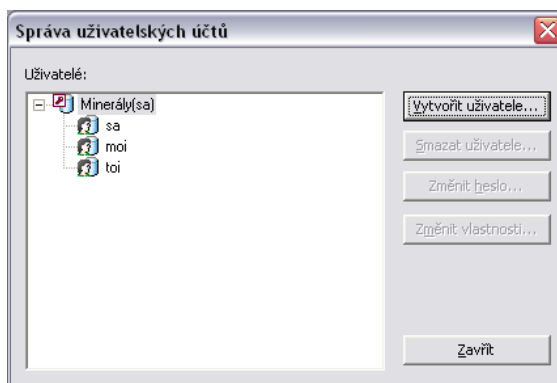 Správa uživatelských účtů
Uživatelé:
Minerály(sa)
sa
moi
toi
Vytvořit uživatele...
Smazat uživatele...
Změnit heslo...
Změnit vlastnosti...
Zavřít